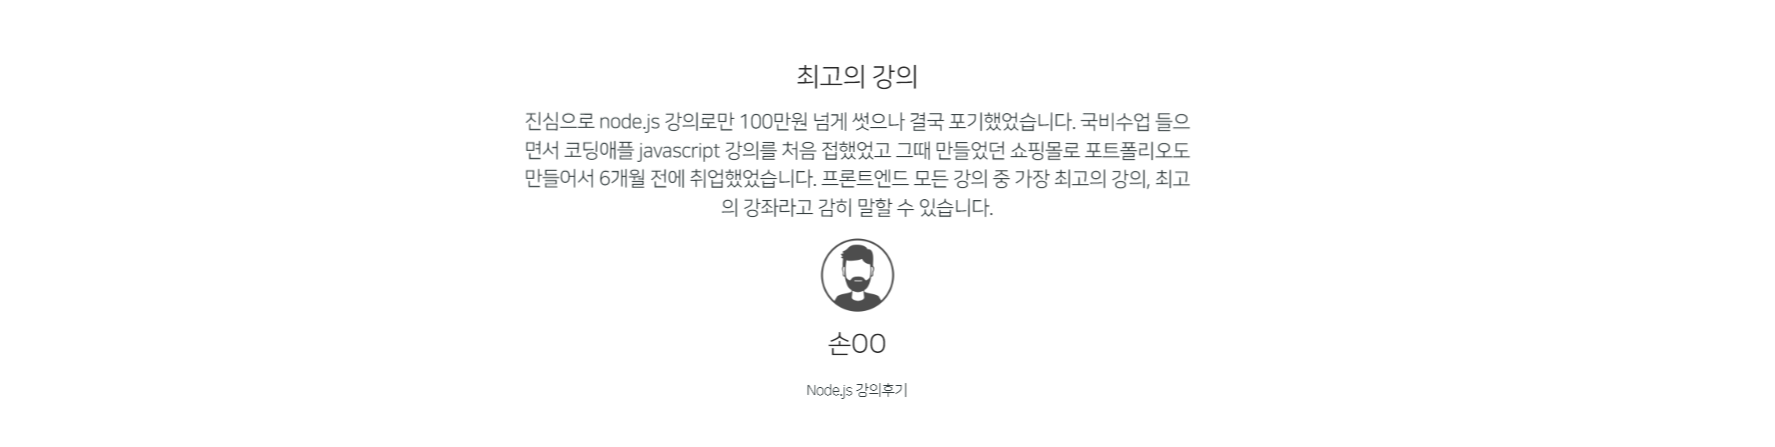 최고의 강의
진심으로 node.js 강의로만 100만원 넘게 썻으나 결국 포기했었습니다. 국비수업 들으
면서 코딩애플 javascript 강의를 처음 접했었고 그때 만들었던 쇼핑몰로 포트폴리오도
만들어서 6개월 전에 취업했었습니다. 프론트엔드 모든 강의 중 가장 최고의 강의, 최고
의 강좌라고 감히 말할 수 있습니다.
손OO
Node.js 강의후기